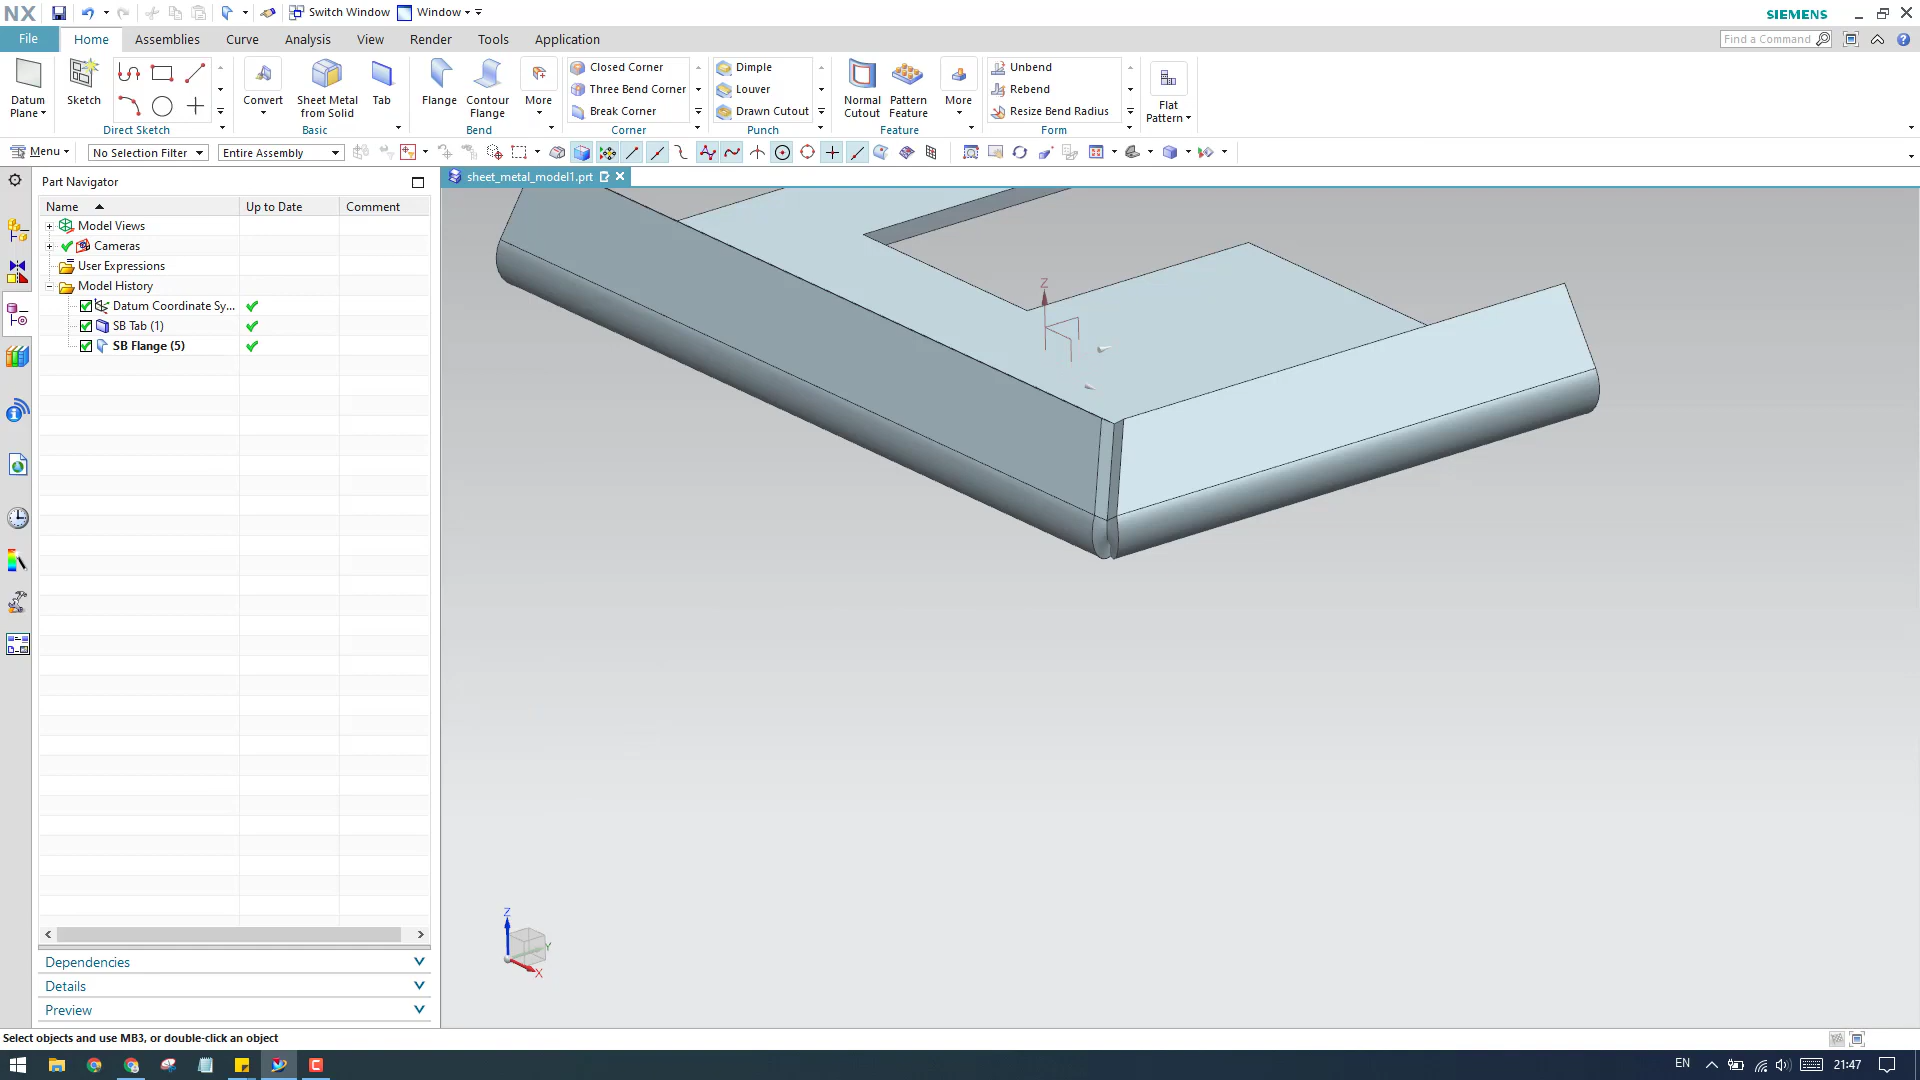 NX Switch Window Window SIEMENS
File Home Assemblies Curve Analysis View Render Tools Application Find a Command
Datum Plane Sketch Direct Sketch
Convert Sheet Metal from Solid Tab Basic
Flange Contour Flange More Bend
Closed Corner
Three Bend Corner
Break Corner
Corner
Dimple
Louver
Drawn Cutout
Punch
Normal Cutout Pattern Feature More Feature
Unbend
Rebend
Resize Bend Radius
Form
Flat Pattern
Menu No Selection Filter Entire Assembly
Part Navigator
sheet_metal_model1.prt
Name Up to Date Comment
Model Views
Cameras
User Expressions
Model History
Datum Coordinate Sy...
SB Tab (1)
SB Flange (5)
Z
Z
Y
X
Dependencies
Details
Preview
Select objects and use MB3, or double-click an object
EN 21:47